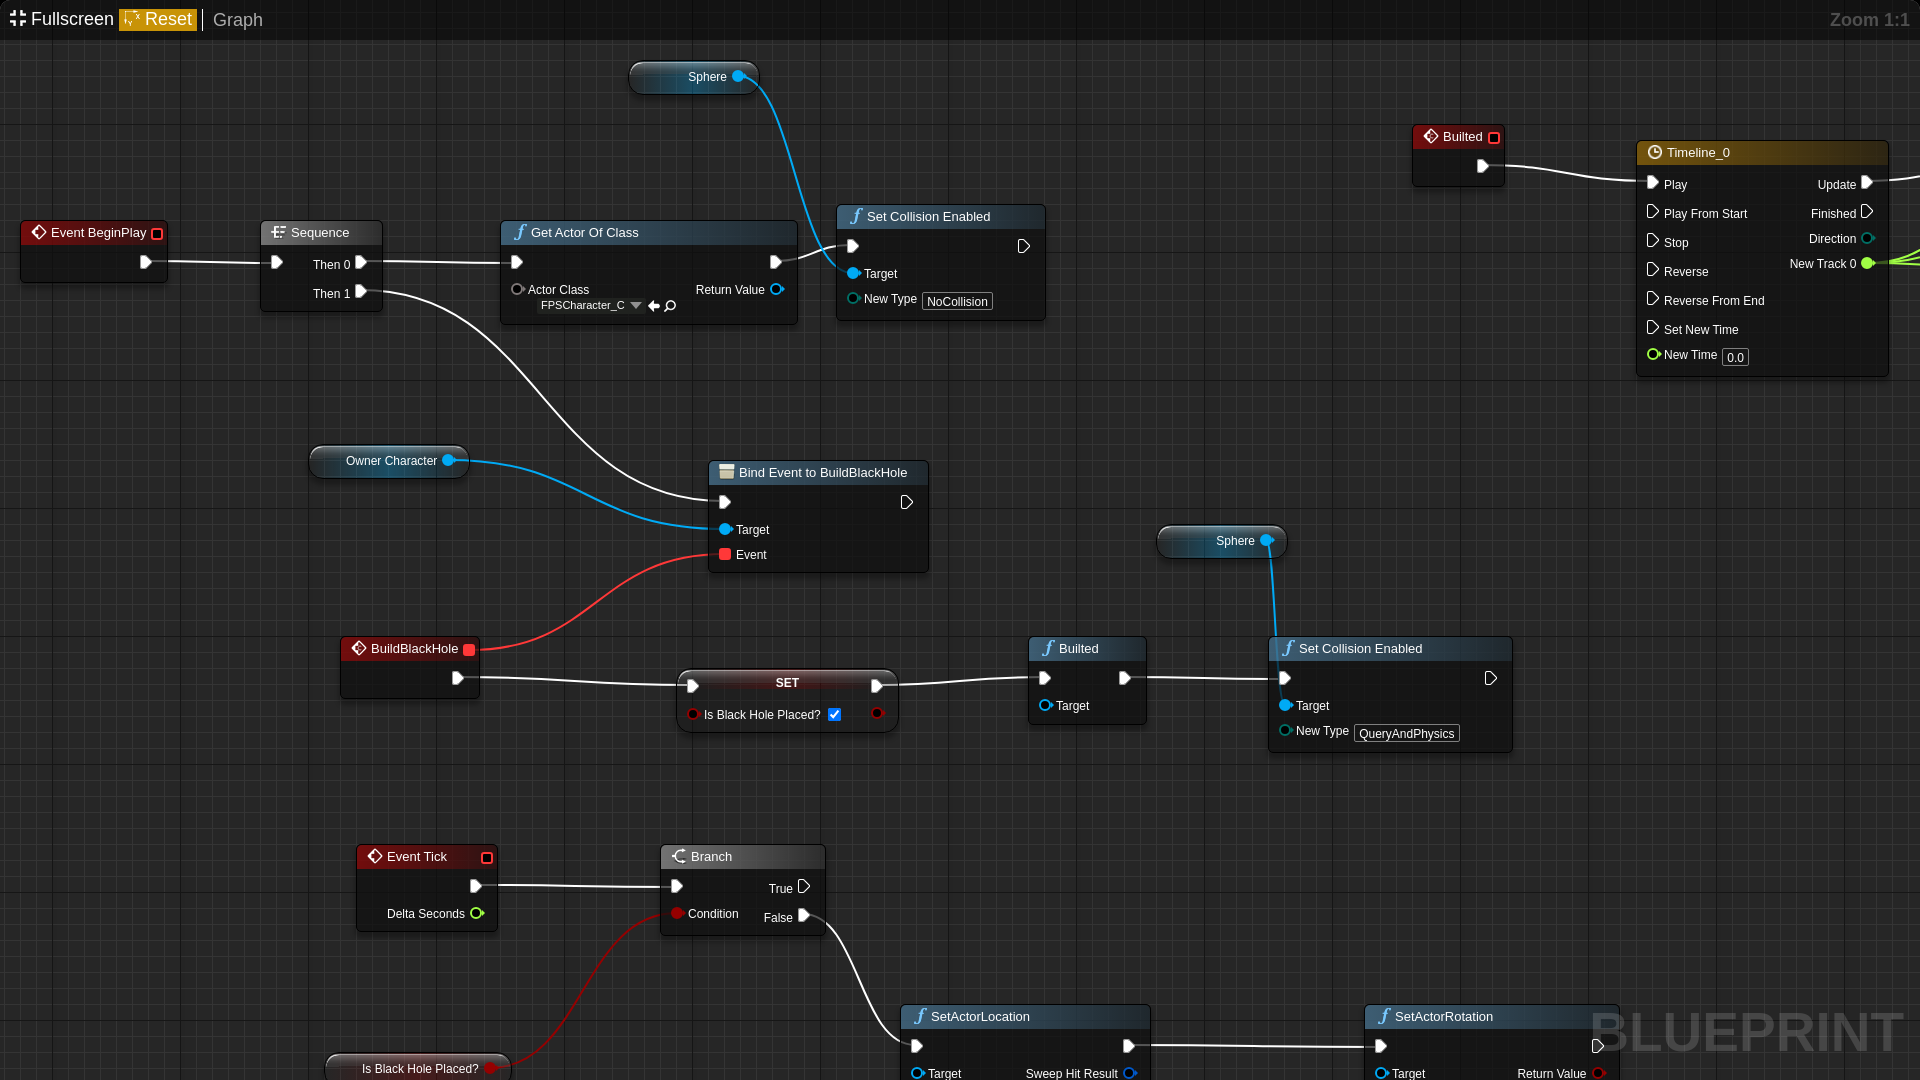 Fullscreen Reset Graph
Zoom 1:1
Sphere
Builted
Timeline_0
Play Update
Play From Start Finished
Stop Direction
Reverse New Track 0
Reverse From End
Set New Time
New Time 0.0
Event BeginPlay
Sequence
Then 0
Then 1
Get Actor Of Class
Actor Class Return Value
FPSCharacter_C
Set Collision Enabled
Target
New Type NoCollision
Owner Character
Bind Event to BuildBlackHole
Target
Event
Sphere
BuildBlackHole
SET
Is Black Hole Placed?
Builted
Target
Set Collision Enabled
Target
New Type QueryAndPhysics
Event Tick
Delta Seconds
Branch
True
Condition False
Is Black Hole Placed?
SetActorLocation
Target Sweep Hit Result
SetActorRotation
Target Return Value
BLUEPRINT